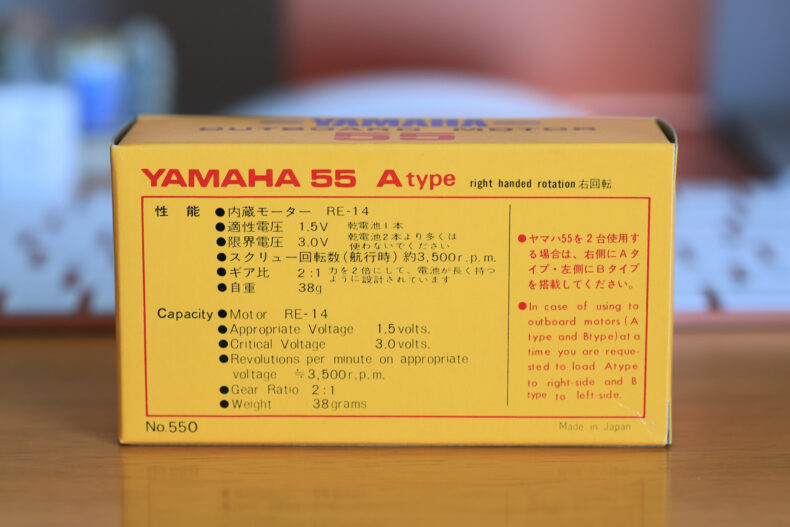 YAMAHA
OUTBOARD MOTOR
55
YAMAHA 55 A type right handed rotation 右回転
性 能 ●内蔵モーター RE-14
●適性電圧 1.5V 乾電池1本
●限界電圧 3.0V 乾電池2本より多くは
使わないでください
●スクリュー回転数(航行時) 約3,500r.p.m.
●ギア比 2:1 力を2倍にして、電池が長く持つ
ように設計されています
●自重 38g
Capacity ●Motor RE-14
●Appropriate Voltage 1.5volts.
●Critical Voltage 3.0volts.
●Revolutions per minute on appropriate
voltage ≒3,500r.p.m.
●Gear Ratio 2:1
●Weight 38grams
●ヤマハ55を2台使用す
る場合は、右側にA
タイプ・左側にBタイプ
を搭載してください。
●In case of using to
outboard motors(A
type and Btype)at a
time you are reque-
sted to load Atype
to right-side and B
type to left-side.
No.550
Made in Japan